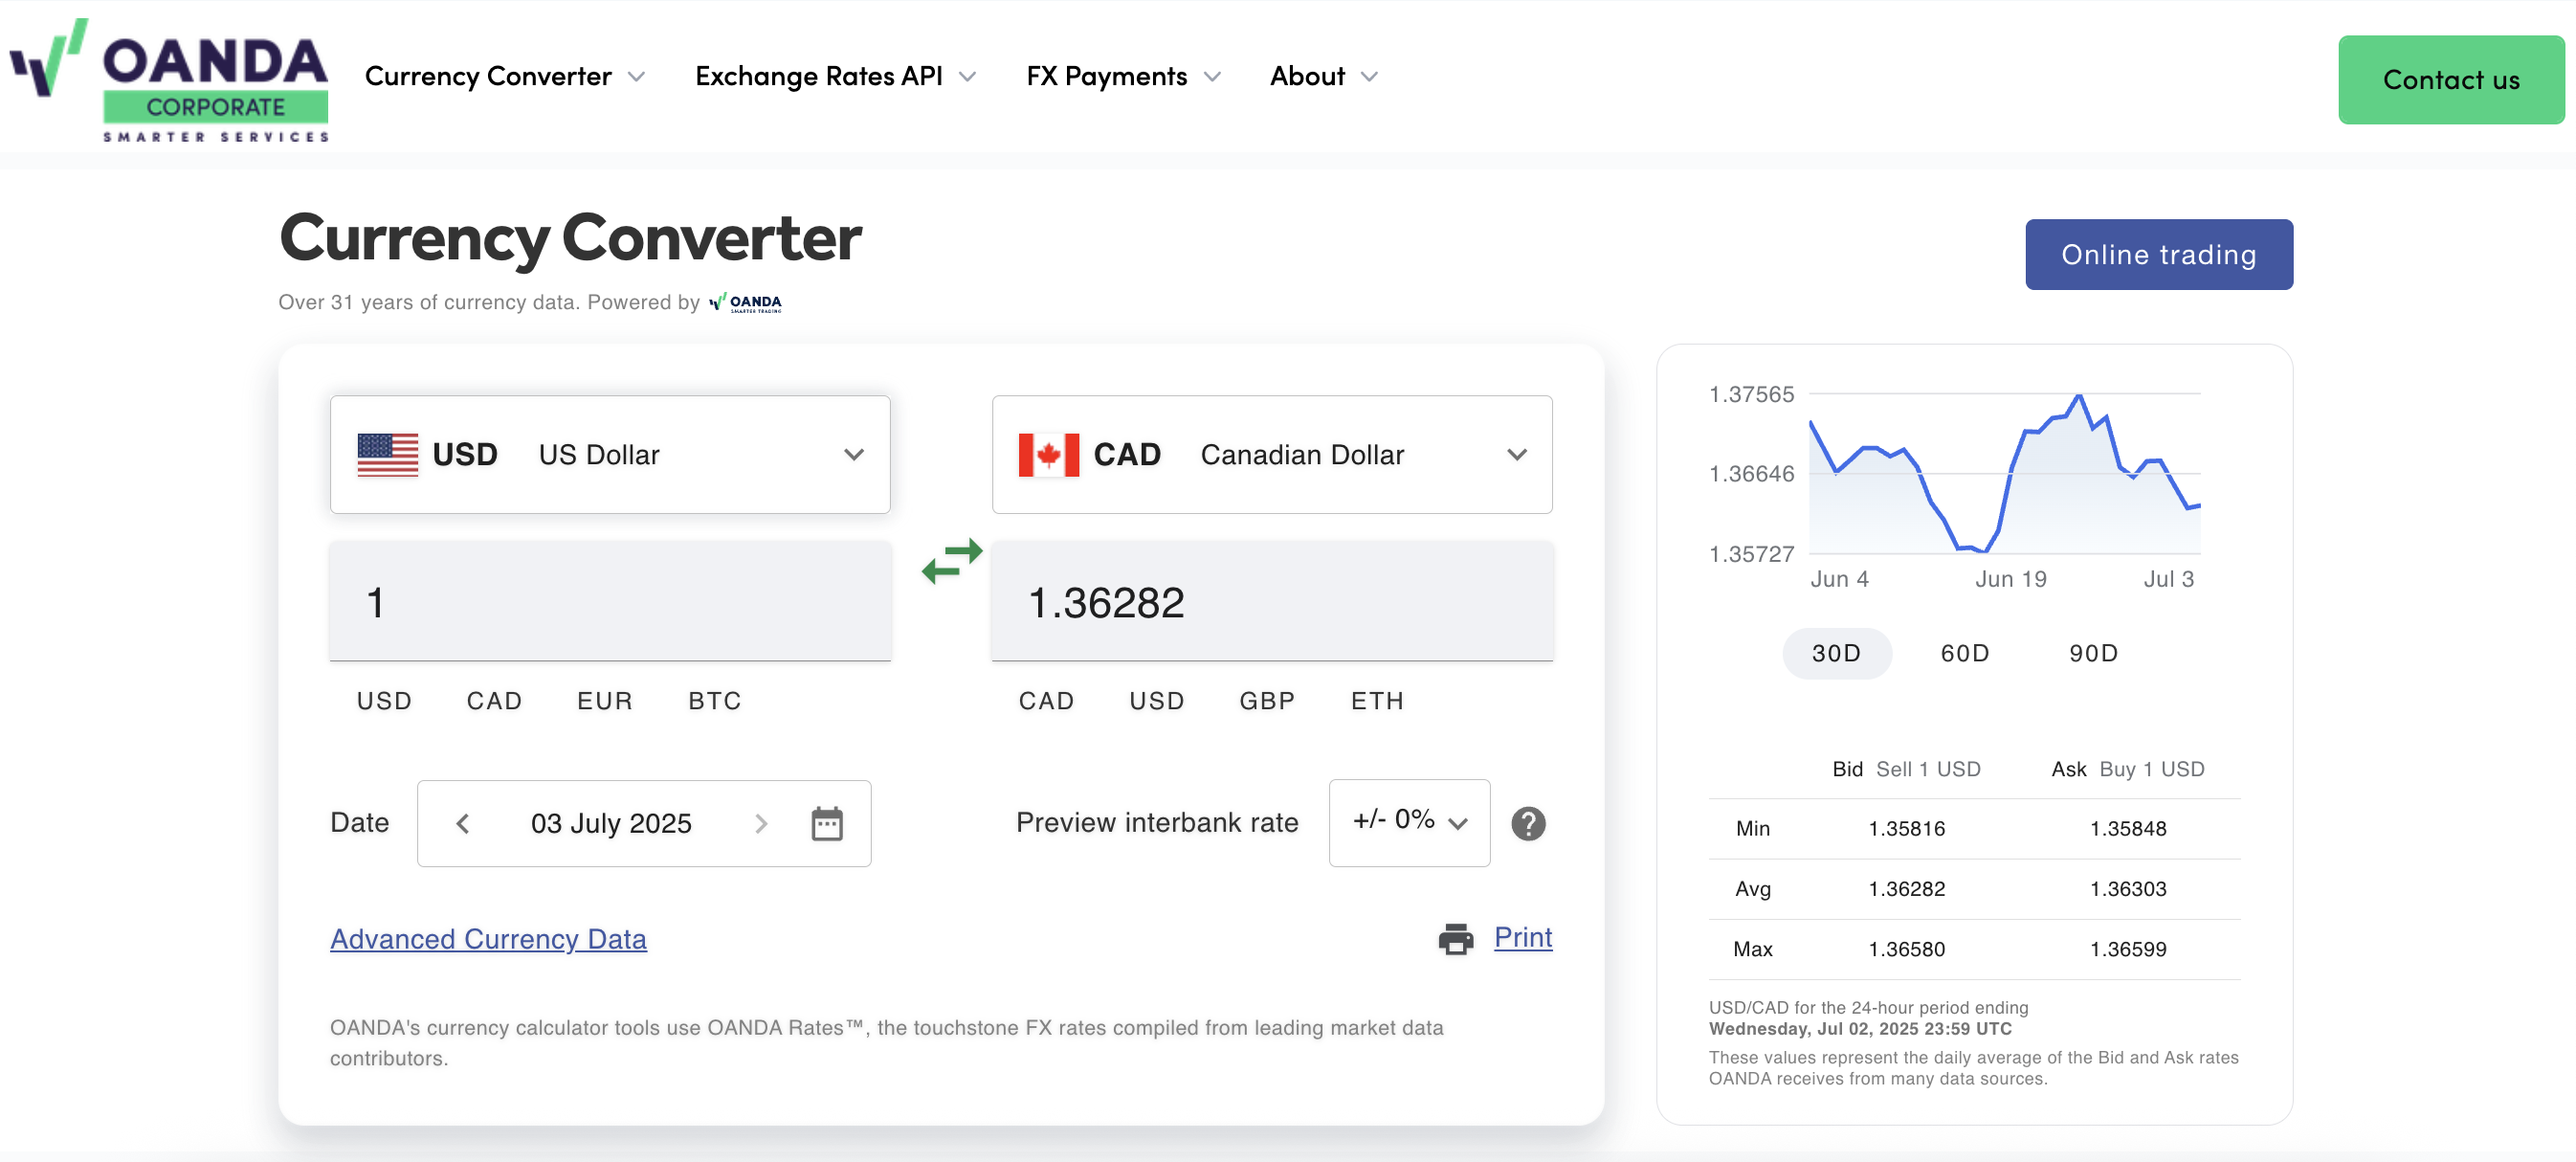 OANDA
CORPORATE
SMARTER SERVICES
Currency Converter
Exchange Rates API
FX Payments
About
Contact us
Currency Converter
Online trading
Over 31 years of currency data. Powered by OANDA
SMARTER TRADING
USD US Dollar
CAD Canadian Dollar
1
1.36282
USD CAD EUR BTC
CAD USD GBP ETH
Date 03 July 2025
Preview interbank rate +/- 0% ?
Advanced Currency Data
Print
OANDA's currency calculator tools use OANDA Rates™, the touchstone FX rates compiled from leading market data
contributors.
1.37565
1.36646
1.35727
Jun 4 Jun 19 Jul 3
30D 60D 90D
Bid Sell 1 USD Ask Buy 1 USD
Min 1.35816 1.35848
Avg 1.36282 1.36303
Max 1.36580 1.36599
USD/CAD for the 24-hour period ending
Wednesday, Jul 02, 2025 23:59 UTC
These values represent the daily average of the Bid and Ask rates
OANDA receives from many data sources.